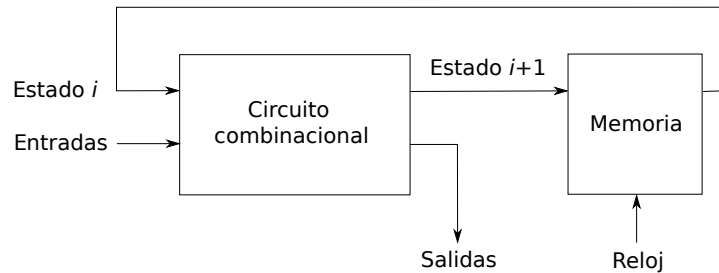 Estado i+1
Estado i
Circuito
combinacional
Memoria
Entradas
Salidas
Reloj